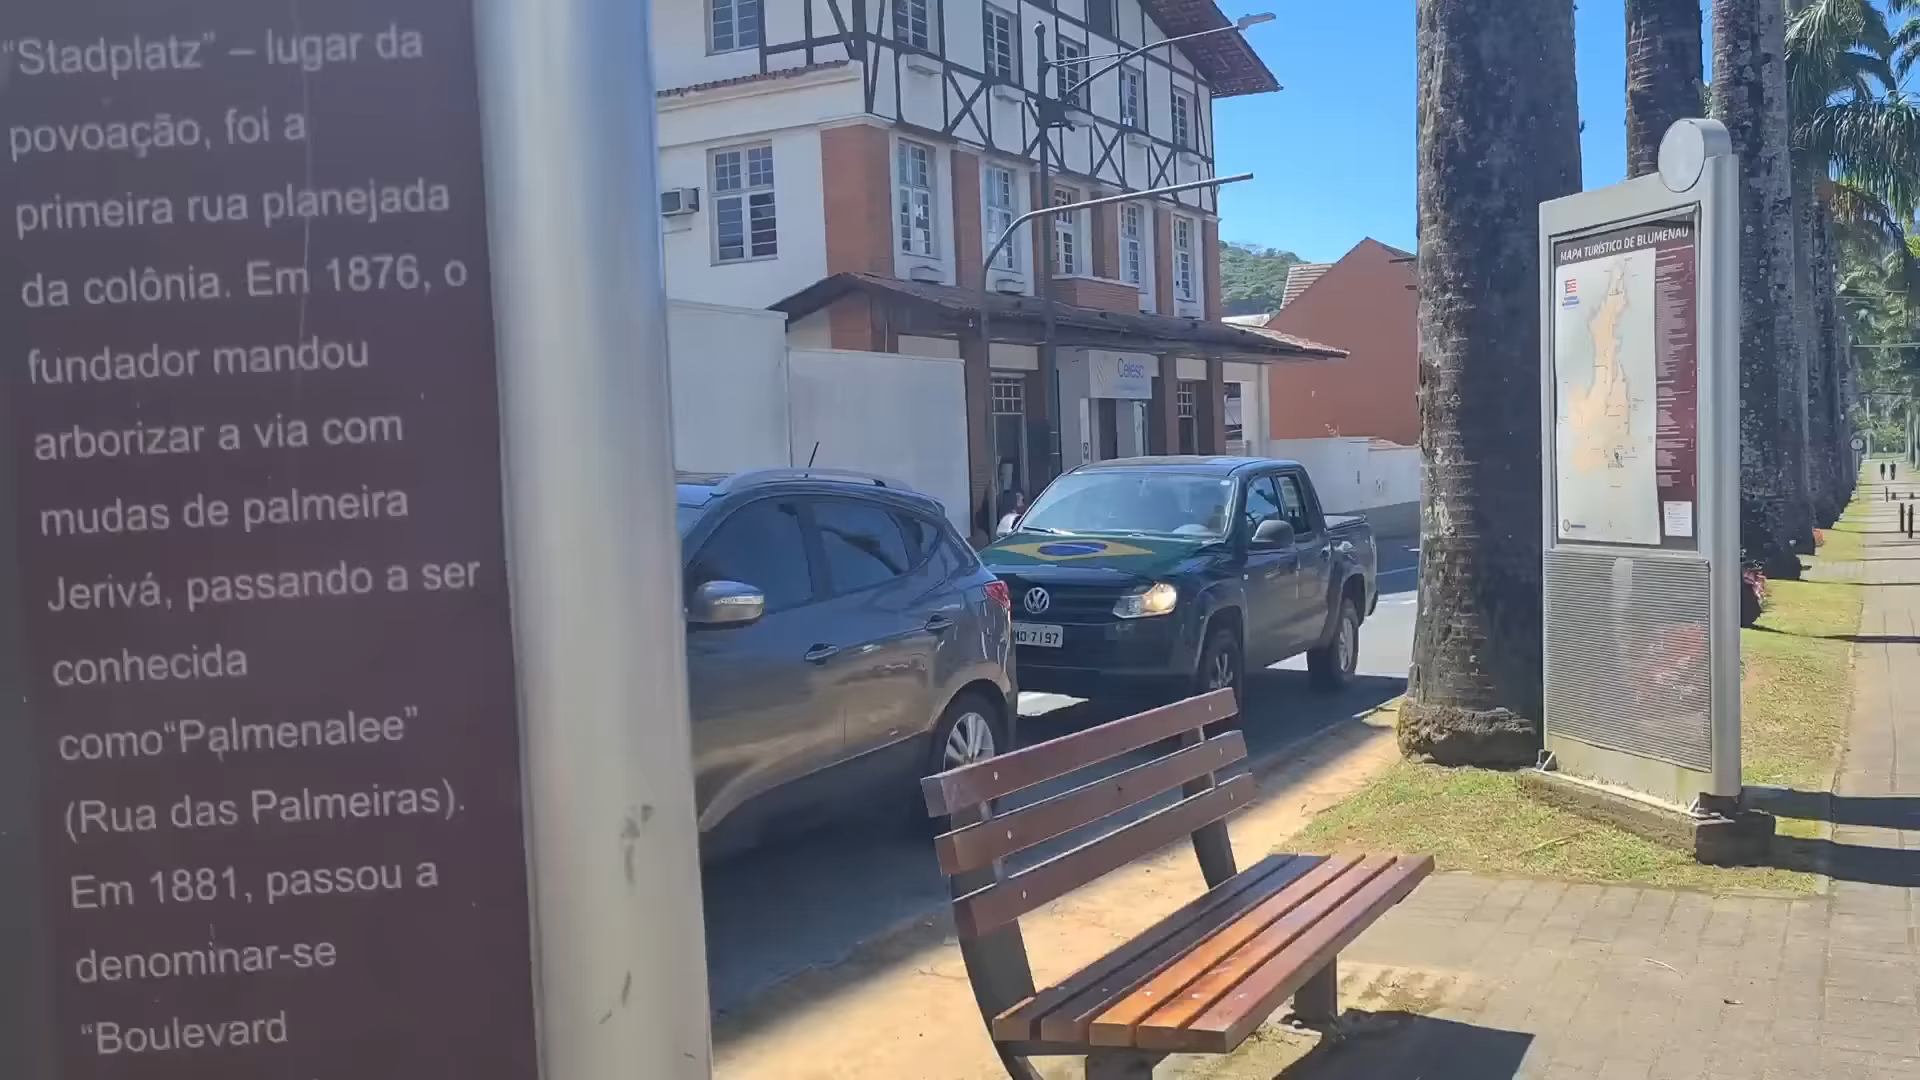 “Stadplatz” – lugar da
povoação, foi a
primeira rua planejada
da colônia. Em 1876, o
fundador mandou
arborizar a via com
mudas de palmeira
Jerivá, passando a ser
conhecida
como“Palmenalee”
(Rua das Palmeiras).
Em 1881, passou a
denominar-se
“Boulevard
Celesc
7197
MAPA TURÍSTICO DE BLUMENAU